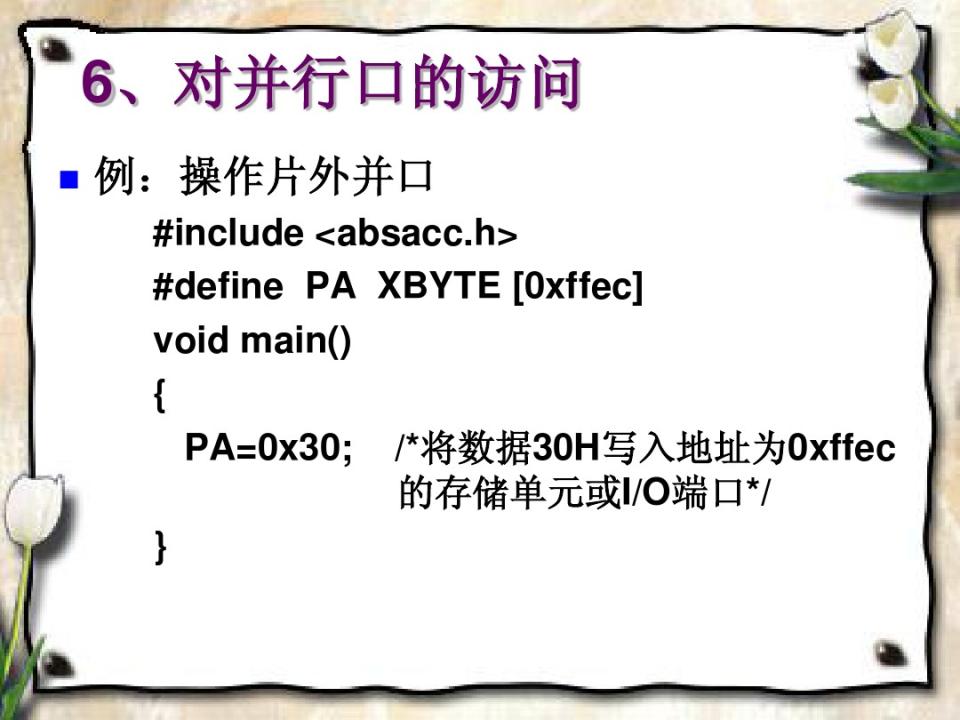 6、对并行口的访问
例：操作片外并口
#include <absacc.h>
#define PA XBYTE [0xffec]
void main()
{
PA=0x30; /*将数据30H写入地址为0xffec
的存储单元或I/O端口*/
}